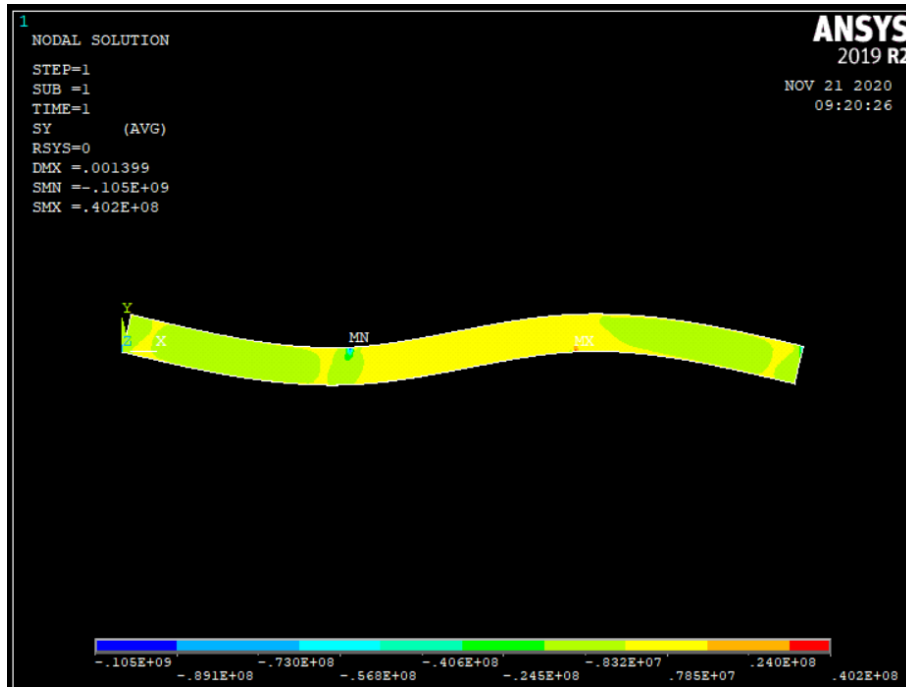 1
NODAL SOLUTION
STEP=1
SUB =1
TIME=1
SY (AVG)
RSYS=0
DMX =.001399
SMN =-.105E+09
SMX =.402E+08
ANSYS
2019 R2
NOV 21 2020
09:20:26
Y
Z X
MN
MX
-.105E+09 -.730E+08 -.406E+08 -.832E+07 .240E+08
-.891E+08 -.568E+08 -.245E+08 .785E+07 .402E+08